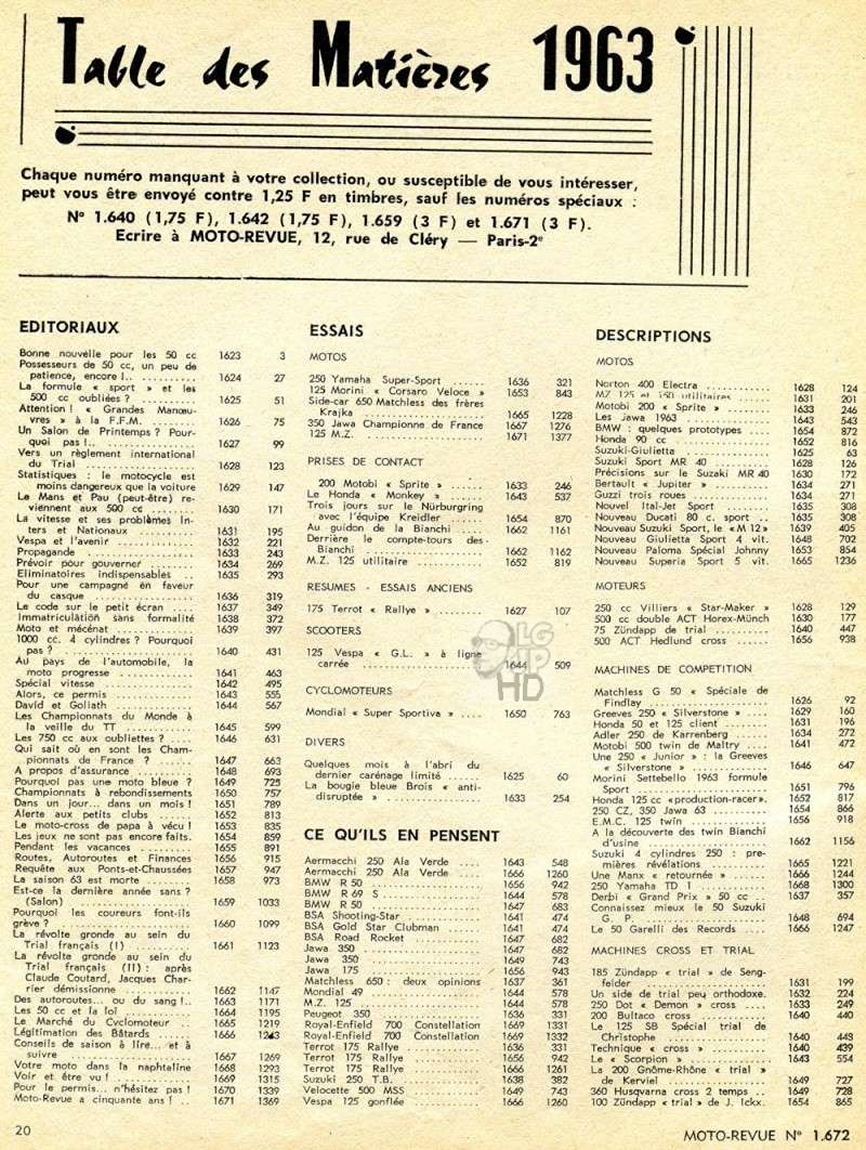 Table des Matières 1963
Chaque numéro manquant à votre collection, ou susceptible de vous intéresser,
peut vous être envoyé contre 1,25 F en timbres, sauf les numéros spéciaux :
N° 1.640 (1,75 F), 1.642 (1,75 F), 1.659 (3 F) et 1.671 (3 F).
Ecrire à MOTO-REVUE, 12, rue de Cléry — Paris-2e
EDITORIAUX
Bonne nouvelle pour les 50 cc 1623 3
Possesseurs de 50 cc, un peu de
patience, encore !.. .......... 1624 27
La formule « sport » et les
500 cc oubliées ? .......... 1625 51
Attention ! « Grandes Manœu-
vres » à la F.F.M. .......... 1626 75
Un Salon de Printemps ? Pour-
quoi pas !.. .......... 1627 99
Vers un règlement international
du Trial .......... 1628 123
Statistiques : le motocycle est
moins dangereux que la voiture 1629 147
Le Mans et Pau (peut-être) re-
viennent aux 500 cc ........ 1630 171
La vitesse et ses problèmes In-
ters et Nationaux .......... 1631 195
Vespa et l'avenir .......... 1632 221
Propagande .......... 1633 243
Prévoir pour gouverner .......... 1634 269
Eliminatoires indispensables .. 1635 293
Pour une campagne en faveur
du casque .......... 1636 319
Le code sur le petit écran .... 1637 349
Immatriculation sans formalité 1638 372
Moto et mécénat .......... 1639 397
1000 cc. 4 cylindres ? Pourquoi
pas ? .......... 1640 431
Au pays de l'automobile, la
moto progresse .......... 1641 463
Spécial vitesse .......... 1642 495
Alors, ce permis .......... 1643 555
David et Goliath .......... 1644 567
Les Championnats du Monde à
la veille du TT .......... 1645 599
Les 750 cc aux oubliettes ? .... 1646 631
Qui sait où en sont les Cham-
pionnats de France ? ...... 1647 663
A propos d'assurance .......... 1648 693
Pourquoi pas une moto bleue ? 1649 725
Championnats à rebondissements 1650 757
Dans un jour... dans un mois ! 1651 789
Alerte aux petits clubs ...... 1652 813
Le moto-cross de papa à vécu ! 1653 835
Les jeux ne sont pas encore faits. 1654 859
Pendant les vacances .......... 1655 891
Routes, Autoroutes et Finances 1656 915
Requête aux Ponts-et-Chaussées 1657 947
La saison 63 est morte ...... 1658 973
Est-ce la dernière année sans ?
(Salon) .......... 1659 1033
Pourquoi les coureurs font-ils
grève ? .......... 1660 1099
La révolte gronde au sein du
Trial français (I) .......... 1661 1123
La révolte gronde au sein du
Trial français (II) : après
Claude Coutard, Jacques Char-
rier démissionne .......... 1662 1147
Des autoroutes... ou du sang !.. 1663 1171
Les 50 cc et la loi .......... 1664 1195
Le Marché du Cyclomoteur .. 1665 1219
Légitimation des Bâtards .... 1666 1243
Conseils de saison à lire... et à
suivre .......... 1667 1269
Votre moto dans la naphtaline 1668 1293
Voir et être vu ! .......... 1669 1315
Pour le permis... n'hésitez pas ! 1670 1339
Moto-Revue a cinquante ans ! .. 1671 1369
ESSAIS
MOTOS
250 Yamaha Super-Sport ...... 1636 321
125 Morini « Corsaro Veloce » 1653 843
Side-car 650 Matchless des frères
Krajka .......... 1665 1228
350 Jawa Championne de France 1667 1276
125 M.Z. .......... 1671 1377
PRISES DE CONTACT
200 Motobi « Sprite » ........ 1633 246
Le Honda « Monkey » ........ 1643 537
Trois jours sur le Nürburgring
avec l'équipe Kreidler ...... 1654 870
Au guidon de la Bianchi .... 1662 1161
Derrière le compte-tours des
Bianchi .......... 1662 1162
M.Z. 125 utilitaire .......... 1652 819
RESUMES - ESSAIS ANCIENS
175 Terrot « Rallye » ........ 1627 107
SCOOTERS
125 Vespa « G.L. » à ligne
carrée .......... 1644 509
CYCLOMOTEURS
Mondial « Super Sportiva » .... 1650 763
DIVERS
Quelques mois à l'abri du
dernier carénage limité ...... 1625 60
La bougie bleue Brois « anti-
disruptée » .......... 1633 254
CE QU'ILS EN PENSENT
Aermacchi 250 Ala Verde .... 1643 548
Aermacchi 250 Ala Verde .... 1666 1260
BMW R 50 .......... 1656 942
BMW R 69 S .......... 1644 578
BMW R 50 .......... 1647 683
BSA Shooting-Star .......... 1641 474
BSA Gold Star Clubman ...... 1641 474
BSA Road Rocket .......... 1647 682
Jawa 350 .......... 1647 682
Jawa 350 .......... 1649 743
Jawa 175 .......... 1656 943
Matchless 650 : deux opinions 1637 361
Mondial 49 .......... 1644 578
M.Z. 125 .......... 1644 578
Peugeot 350 .......... 1636 331
Royal-Enfield 700 Constellation 1669 1331
Royal-Enfield 700 Constellation 1669 1332
Terrot 175 Rallye .......... 1636 331
Terrot 175 Rallye .......... 1656 942
Terrot 175 Rallye .......... 1666 1261
Suzuki 250 T.B. .......... 1638 382
Velocette 500 MSS .......... 1649 743
Vespa 125 gonflée .......... 1666 1260
DESCRIPTIONS
MOTOS
Norton 400 Electra .......... 1628 124
MZ 125 et 150 utilitaires .... 1631 201
Motobi 200 « Sprite » ........ 1633 246
Les Jawa 1963 .......... 1643 543
BMW : quelques prototypes .... 1654 872
Honda 90 cc .......... 1652 816
Suzuki-Giulietta .......... 1625 63
Suzuki Sport MR 40 .......... 1628 126
Précisions sur le Suzuki MR 40 1630 172
Bertault « Jupiter » .......... 1634 271
Guzzi trois roues .......... 1634 271
Nouvel Ital-Jet Sport ........ 1635 308
Nouveau Ducati 80 c. sport .. 1635 308
Nouveau Suzuki Sport, le « M 12 » 1639 405
Nouveau Giulietta Sport 4 vit. 1648 702
Nouveau Paloma Spécial Johnny 1653 854
Nouveau Superia Sport 5 vit. 1665 1236
MOTEURS
250 cc Villiers « Star-Maker » 1628 129
500 cc double ACT Horex-Münch 1630 177
75 Zündapp de trial .......... 1640 447
500 ACT Hedlund cross ...... 1656 938
MACHINES DE COMPETITION
Matchless G 50 « Spéciale de
Findlay .......... 1626 92
Greeves 250 « Silverstone » .... 1629 160
Honda 50 et 125 client ...... 1631 196
Adler 250 de Karrenberg ...... 1634 272
Motobi 500 twin de Maltry .... 1641 472
Une 250 « Junior » : la Greeves
« Silverstone » .......... 1646 647
Morini Settebello 1963 formule
Sport .......... 1651 796
Honda 125 cc «production-racer». 1652 817
250 CZ, 350 Jawa 63 ........ 1654 866
E.M.C. 125 twin .......... 1656 918
A la découverte des twin Bianchi
d'usine .......... 1662 1156
Suzuki 4 cylindres 250 : pre-
mières révélations .......... 1665 1221
Une Manx « retournée » ...... 1666 1244
250 Yamaha TD 1 .......... 1668 1300
Derbi « Grand Prix » 50 cc .. 1637 357
Connaissez mieux le 50 Suzuki
G. P. .......... 1648 694
Le 50 Garelli des Records .... 1666 1247
MACHINES CROSS ET TRIAL
185 Zündapp « trial » de Seng-
felder .......... 1631 199
Un side de trial peu orthodoxe. 1632 224
250 Dot « Demon » cross .... 1633 249
200 Bultaco cross .......... 1640 440
Le 125 SB Spécial trial de
Christophe .......... 1640 448
Technique « cross » .......... 1640 439
Le « Scorpion » .......... 1643 554
La 200 Gnôme-Rhône « trial »
de Kerviel .......... 1649 727
360 Husqvarna cross 2 temps .. 1649 728
100 Zündapp « trial » de J. Ickx. 1654 865
LG
HD
20
MOTO-REVUE N° 1.672